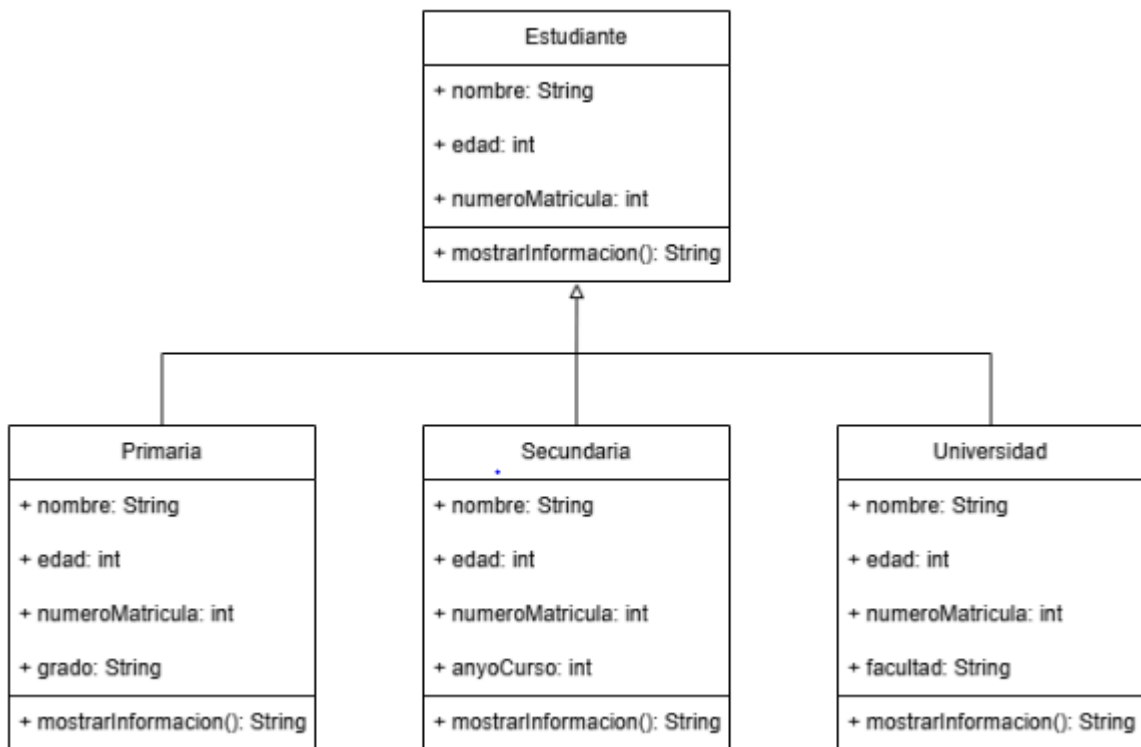 Estudiante
+ nombre: String
+ edad: int
+ numeroMatricula: int
+ mostrarInformacion(): String
Primaria
+ nombre: String
+ edad: int
+ numeroMatricula: int
+ grado: String
+ mostrarInformacion(): String
Secundaria
+ nombre: String
+ edad: int
+ numeroMatricula: int
+ anyoCurso: int
+ mostrarInformacion(): String
Universidad
+ nombre: String
+ edad: int
+ numeroMatricula: int
+ facultad: String
+ mostrarInformacion(): String